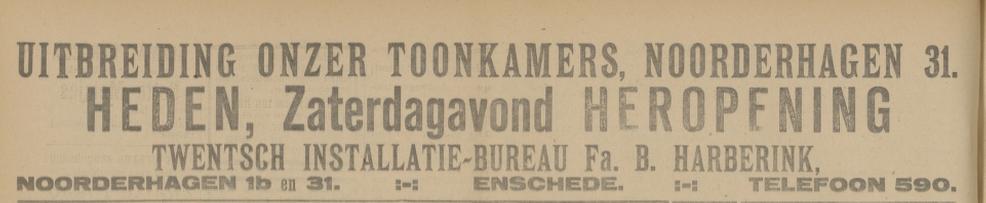 UITBREIDING ONZER TOONKAMERS, NOORDERHAGEN 31.
HEDEN, Zaterdagavond HEROPENING
TWENTSCH INSTALLATIE-BUREAU Fa. B. HARBERINK,
NOORDERHAGEN 1b en 31. :-: ENSCHEDE. :-: TELEFOON 590.